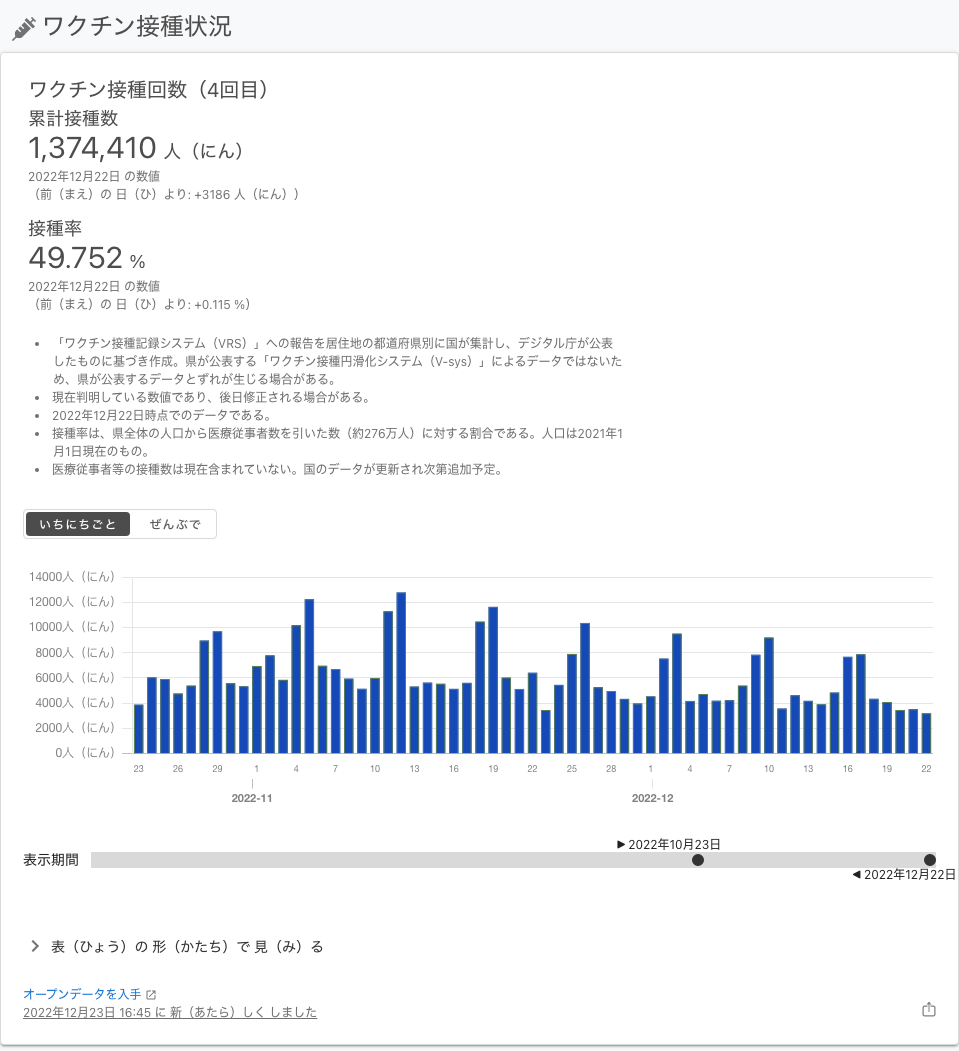 ワクチン接種状況
ワクチン接種回数（4回目）
累計接種数
1,374,410 人（にん）
2022年12月22日 の数値
（前（まえ）の 日（ひ）より: +3186 人（にん））
接種率
49.752 %
2022年12月22日 の数値
（前（まえ）の 日（ひ）より: +0.115 %）
• 「ワクチン接種記録システム（VRS）」への報告を居住地の都道府県別に国が集計し、デジタル庁が公表
したものに基づき作成。県が公表する「ワクチン接種円滑化システム（V-sys）」によるデータではないた
め、県が公表するデータとずれが生じる場合がある。
• 現在判明している数値であり、後日修正される場合がある。
• 2022年12月22日時点でのデータである。
• 接種率は、県全体の人口から医療従事者数を引いた数（約276万人）に対する割合である。人口は2021年1
月1日現在のもの。
• 医療従事者等の接種数は現在含まれていない。国のデータが更新され次第追加予定。
いちにちごと ぜんぶで
14000人（にん）
12000人（にん）
10000人（にん）
8000人（にん）
6000人（にん）
4000人（にん）
2000人（にん）
0人（にん）
23 26 29 1 4 7 10 13 16 19 22 25 28 1 4 7 10 13 16 19 22
2022-11 2022-12
▶ 2022年10月23日
表示期間
◀ 2022年12月22日
表（ひょう）の 形（かたち）で 見（み）る
オープンデータを入手
2022年12月23日 16:45 に 新（あたら）しく しました